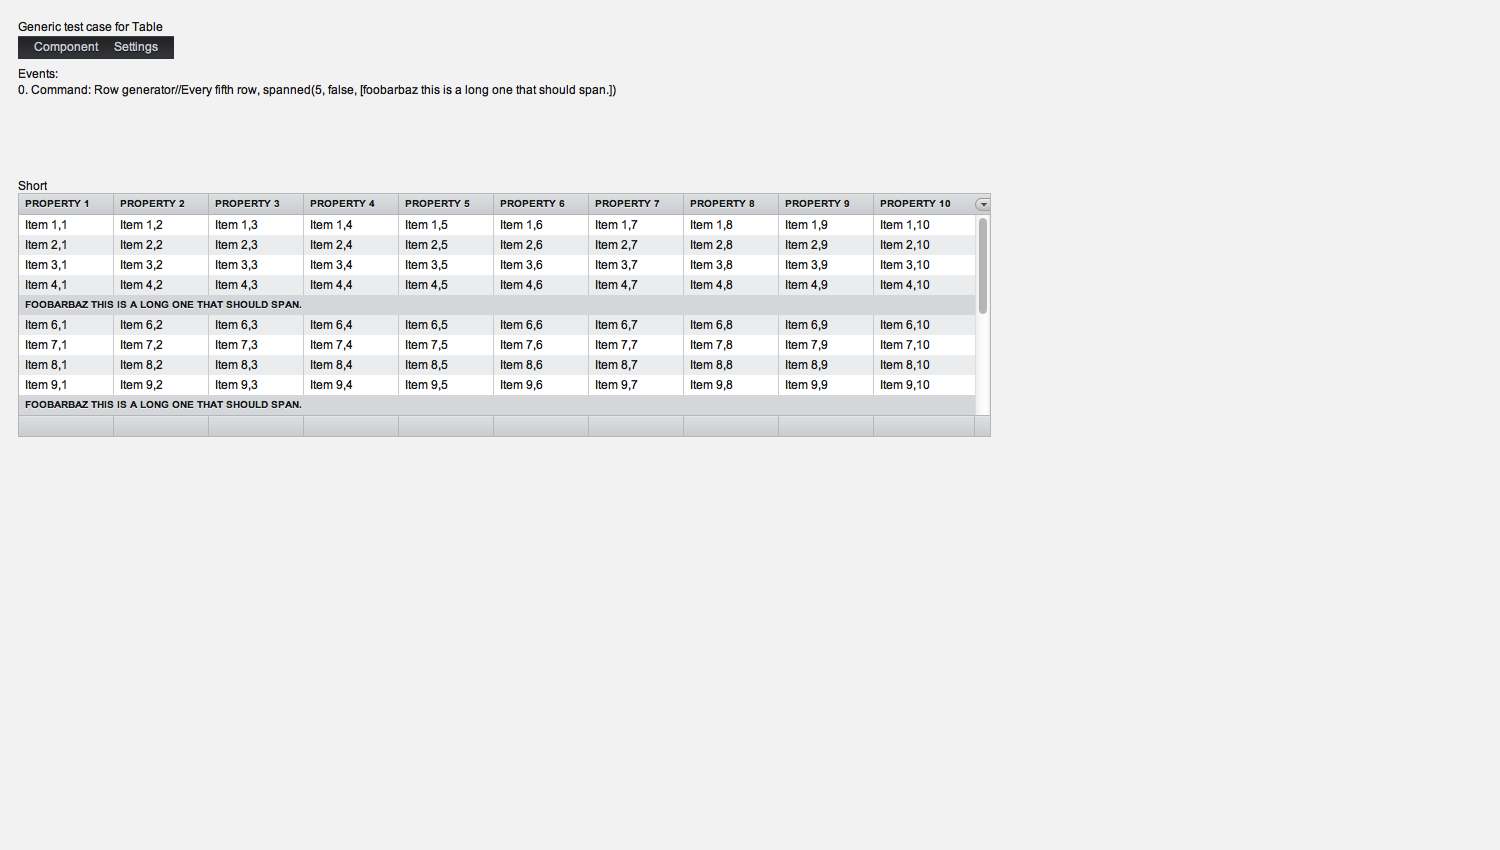 Generic test case for Table
Component Settings
Events:
0. Command: Row generator//Every fifth row, spanned(5, false, [foobarbaz this is a long one that should span.])
Short
PROPERTY 1 PROPERTY 2 PROPERTY 3 PROPERTY 4 PROPERTY 5 PROPERTY 6 PROPERTY 7 PROPERTY 8 PROPERTY 9 PROPERTY 10
Item 1,1 Item 1,2 Item 1,3 Item 1,4 Item 1,5 Item 1,6 Item 1,7 Item 1,8 Item 1,9 Item 1,10
Item 2,1 Item 2,2 Item 2,3 Item 2,4 Item 2,5 Item 2,6 Item 2,7 Item 2,8 Item 2,9 Item 2,10
Item 3,1 Item 3,2 Item 3,3 Item 3,4 Item 3,5 Item 3,6 Item 3,7 Item 3,8 Item 3,9 Item 3,10
Item 4,1 Item 4,2 Item 4,3 Item 4,4 Item 4,5 Item 4,6 Item 4,7 Item 4,8 Item 4,9 Item 4,10
FOOBARBAZ THIS IS A LONG ONE THAT SHOULD SPAN.
Item 6,1 Item 6,2 Item 6,3 Item 6,4 Item 6,5 Item 6,6 Item 6,7 Item 6,8 Item 6,9 Item 6,10
Item 7,1 Item 7,2 Item 7,3 Item 7,4 Item 7,5 Item 7,6 Item 7,7 Item 7,8 Item 7,9 Item 7,10
Item 8,1 Item 8,2 Item 8,3 Item 8,4 Item 8,5 Item 8,6 Item 8,7 Item 8,8 Item 8,9 Item 8,10
Item 9,1 Item 9,2 Item 9,3 Item 9,4 Item 9,5 Item 9,6 Item 9,7 Item 9,8 Item 9,9 Item 9,10
FOOBARBAZ THIS IS A LONG ONE THAT SHOULD SPAN.